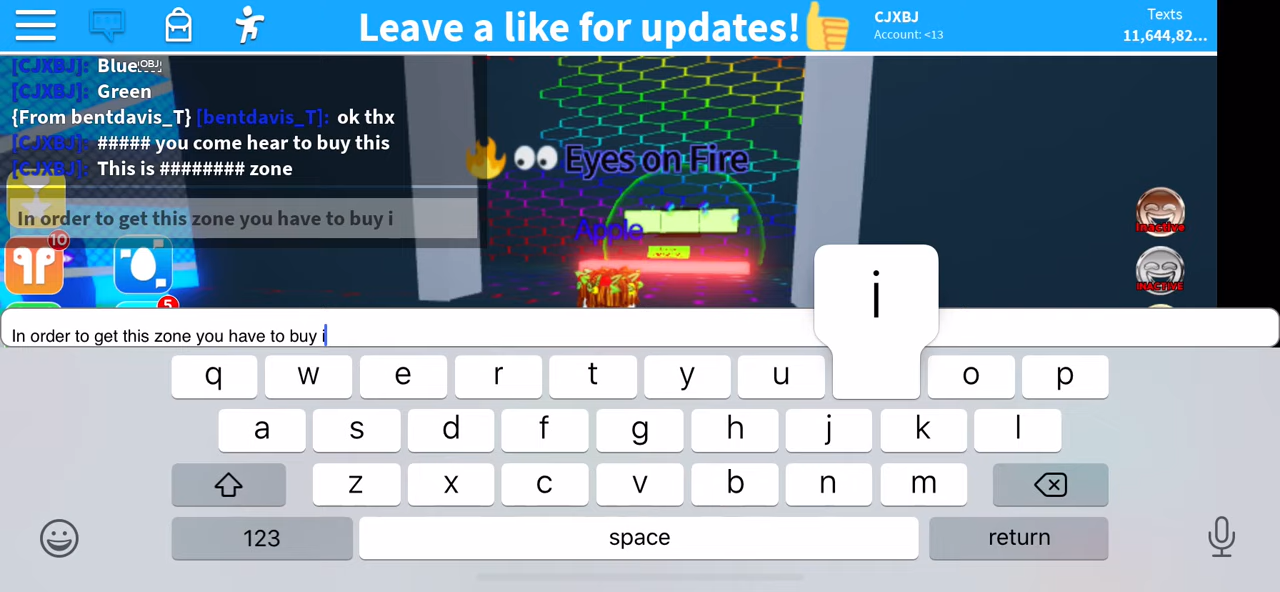 Leave a like for updates!
CJXBJ
Account: <13
Texts
11,644,82...
[CJXBJ]: Blue
(OBJ)
[CJXBJ]: Green
{From bentdavis_T} [bentdavis_T]: ok thx
[CJXBJ]: ##### you come hear to buy this
[CJXBJ]: This is ######## zone
In order to get this zone you have to buy i
Eyes on Fire
Apole
10
5
Inactive
INACTIVE
In order to get this zone you have to buy i
i
q w e r t y u o p
a s d f g h j k l
z x c v b n m
123 space return